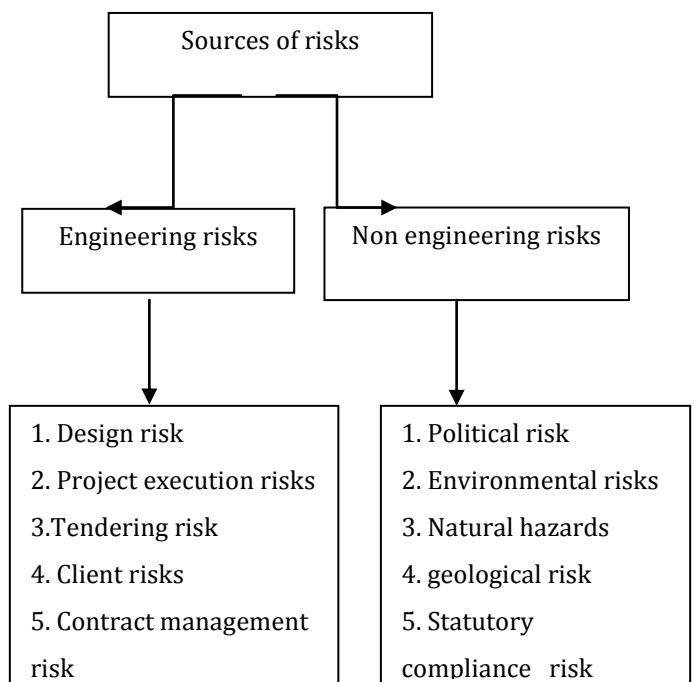 Sources of risks
Engineering risks
Non engineering risks
1. Design risk
2. Project execution risks
3.Tendering risk
4. Client risks
5. Contract management
risk
1. Political risk
2. Environmental risks
3. Natural hazards
4. geological risk
5. Statutory
compliance risk